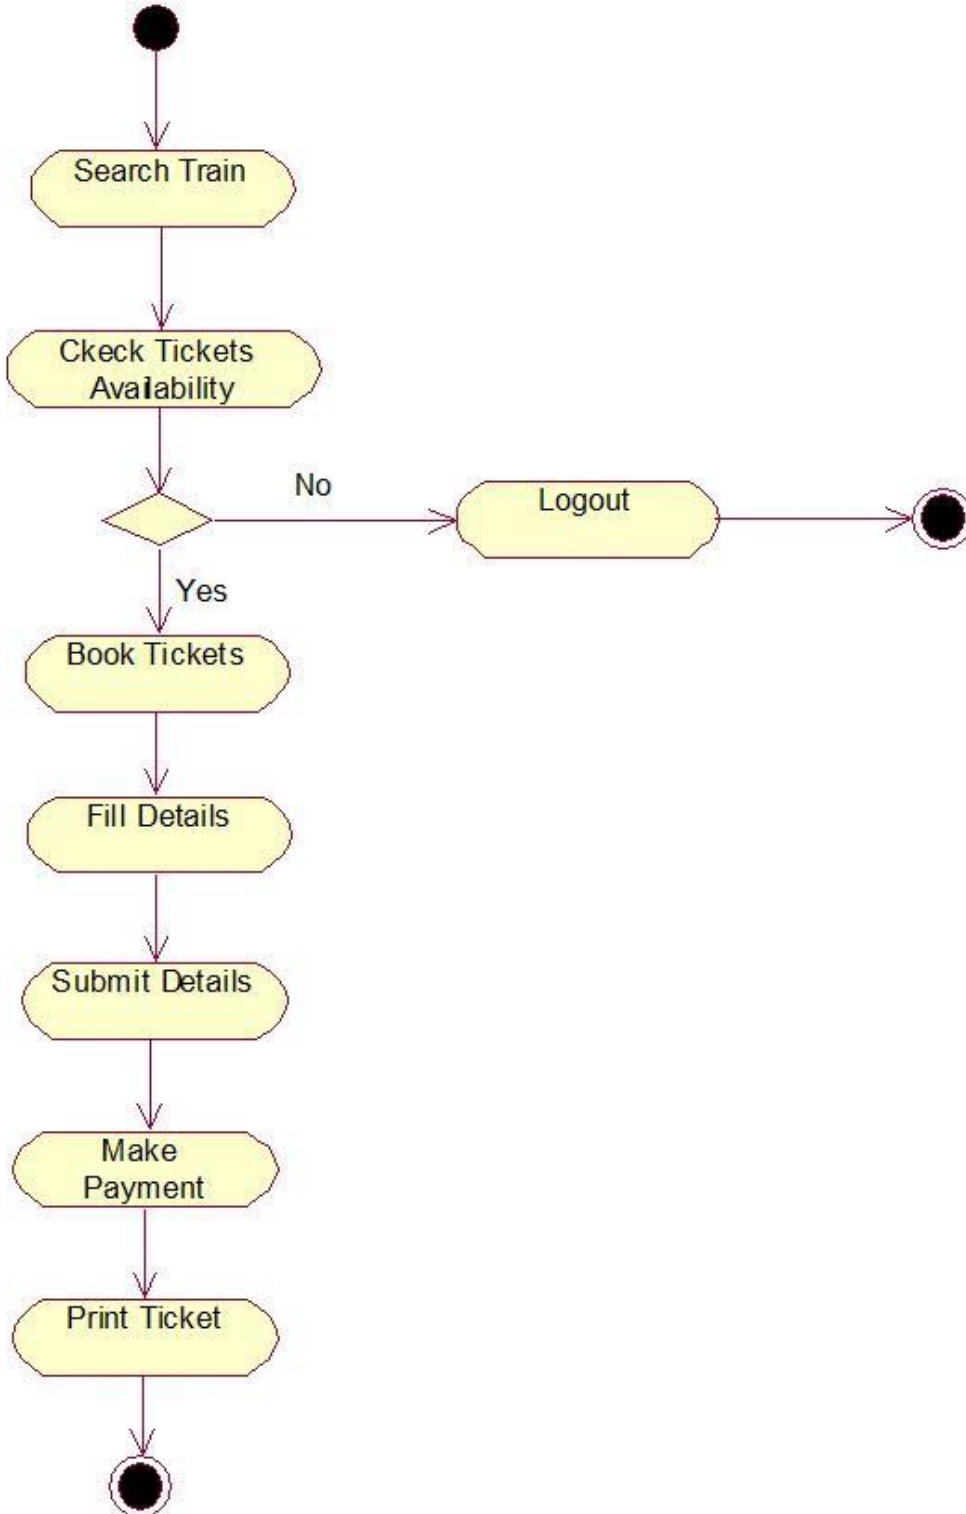 Search Train
Ckeck Tickets
Availability
No
Logout
Yes
Book Tickets
Fill Details
Submit Details
Make
Payment
Print Ticket